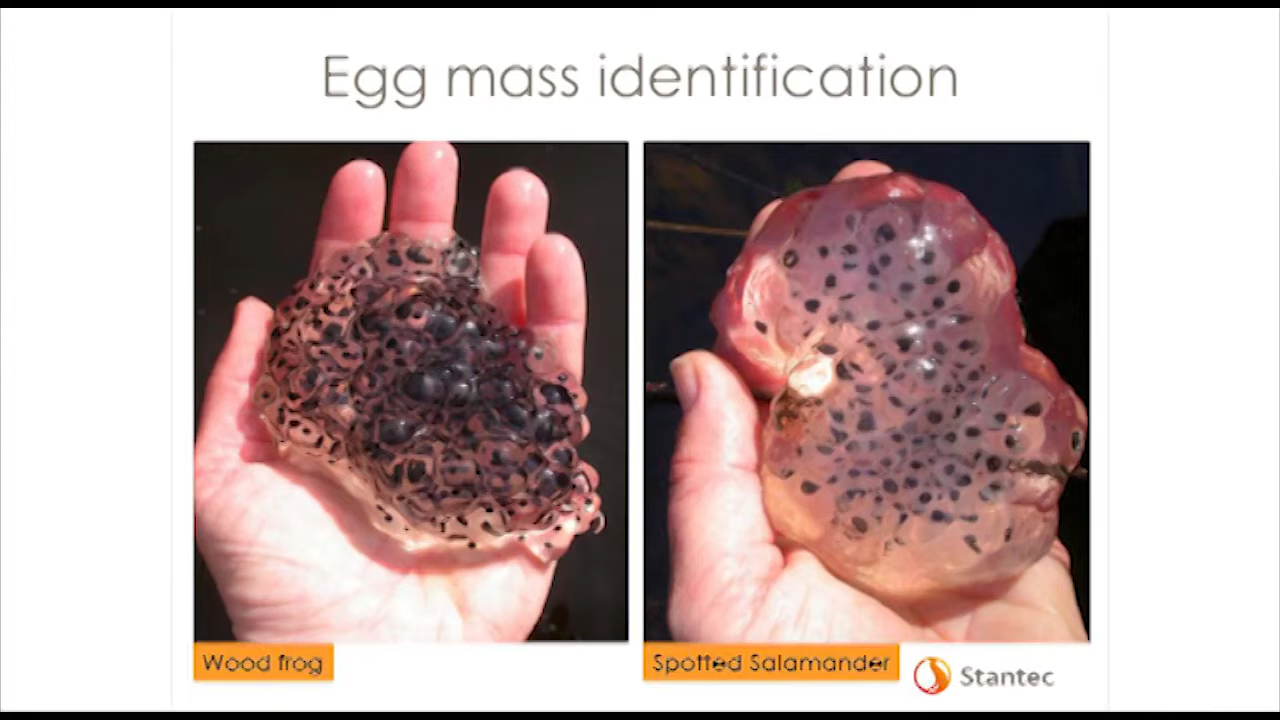 Egg mass identification
Wood frog
Spotted Salamander
Stantec